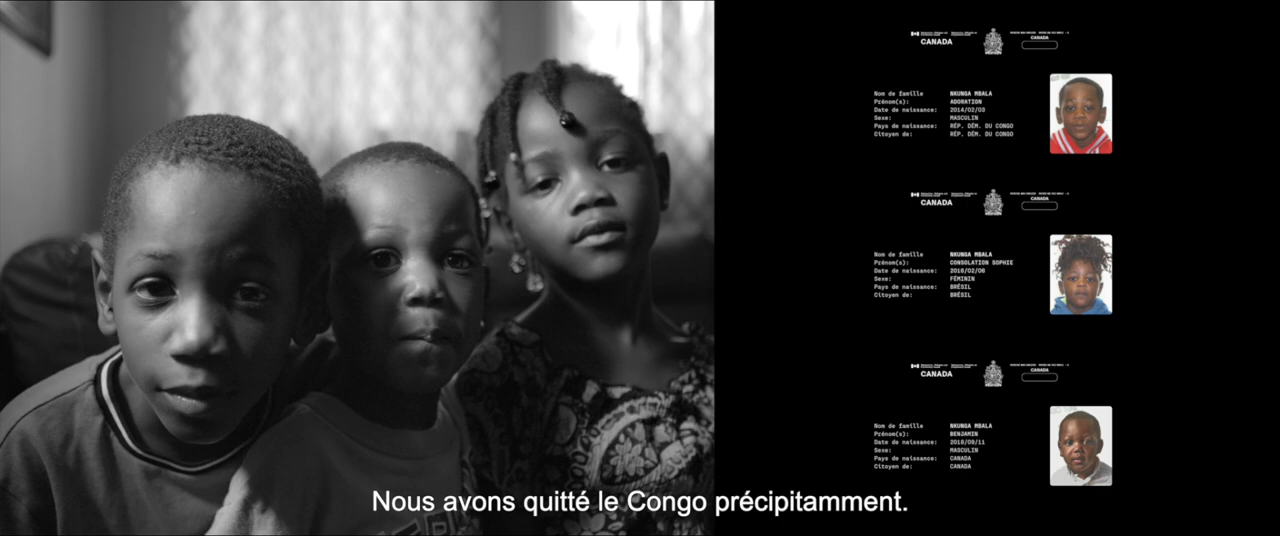 CANADA
CANADA
Nom de famille NKUNGA MBALA
Prénom(s): ADORATION
Date de naissance: 2014/02/03
Sexe: MASCULIN
Pays de naissance: RÉP. DÉM. DU CONGO
Citoyen de: RÉP. DÉM. DU CONGO
CANADA
CANADA
Nom de famille NKUNGA MBALA
Prénom(s): CONSOLATION SOPHIE
Date de naissance: 2016/02/08
Sexe: FÉMININ
Pays de naissance: BRÉSIL
Citoyen de: BRÉSIL
CANADA
CANADA
Nom de famille NKUNGA MBALA
Prénom(s): BENJAMIN
Date de naissance: 2018/09/11
Sexe: MASCULIN
Pays de naissance: CANADA
Citoyen de: CANADA
Nous avons quitté le Congo précipitamment.